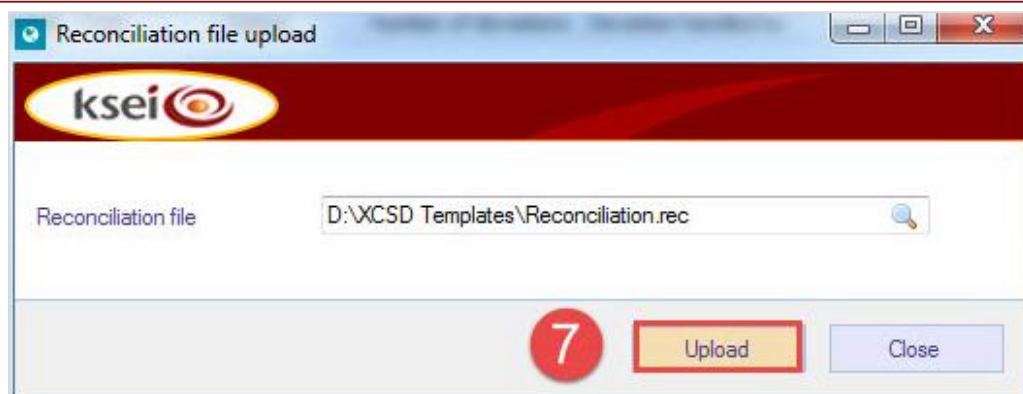 Reconciliation file upload
ksei
Reconciliation file
D:\XCSD Templates\Reconciliation.rec
7
Upload
Close